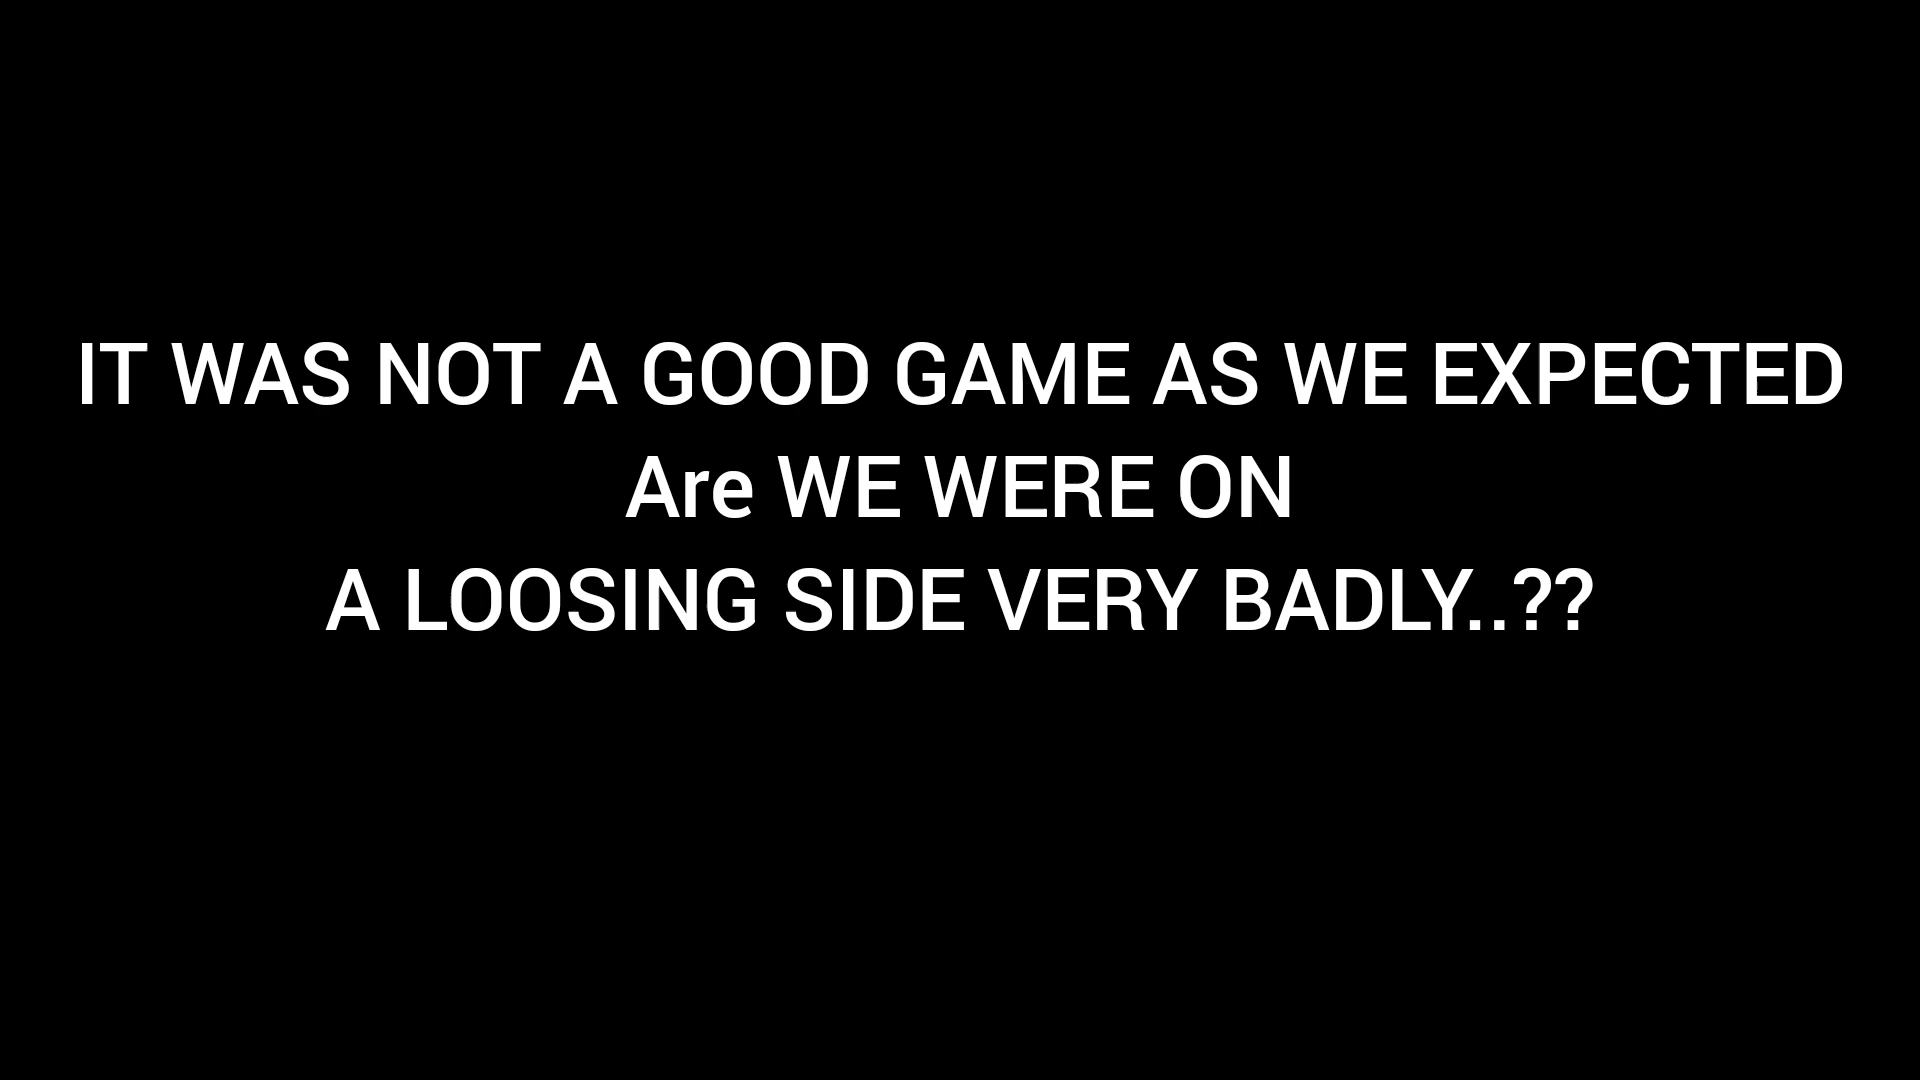 IT WAS NOT A GOOD GAME AS WE EXPECTED
Are WE WERE ON
A LOOSING SIDE VERY BADLY..??